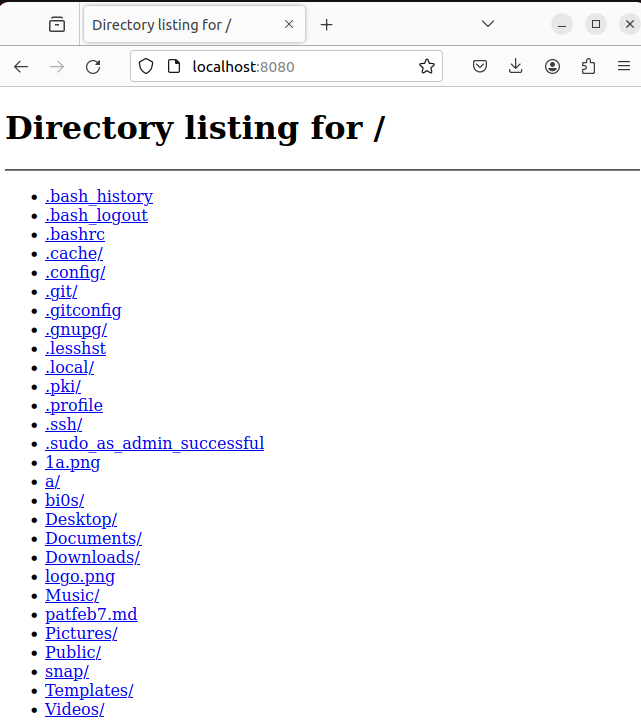 Directory listing for /
localhost:8080
Directory listing for /
.bash_history
.bash_logout
.bashrc
.cache/
.config/
.git/
.gitconfig
.gnupg/
.lesshst
.local/
.pki/
.profile
.ssh/
.sudo_as_admin_successful
1a.png
a/
bi0s/
Desktop/
Documents/
Downloads/
logo.png
Music/
patfeb7.md
Pictures/
Public/
snap/
Templates/
Videos/